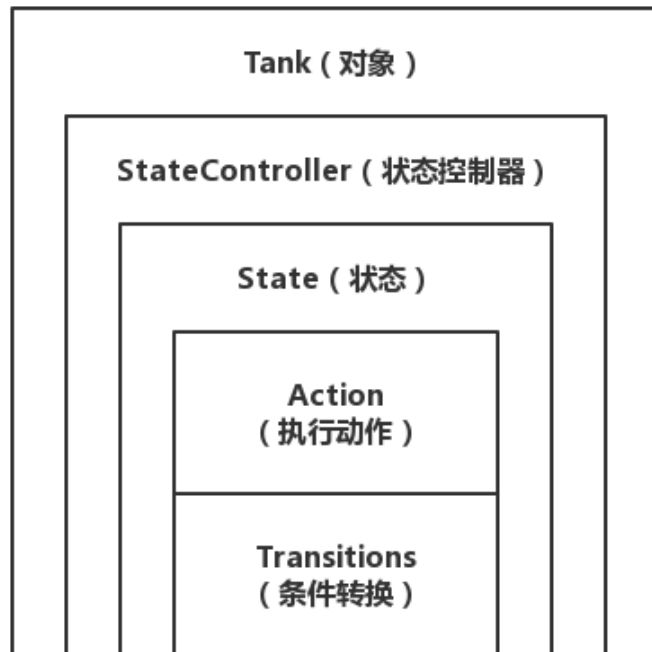 Tank（对象）
StateController（状态控制器）
State（状态）
Action
（执行动作）
Transitions
（条件转换）